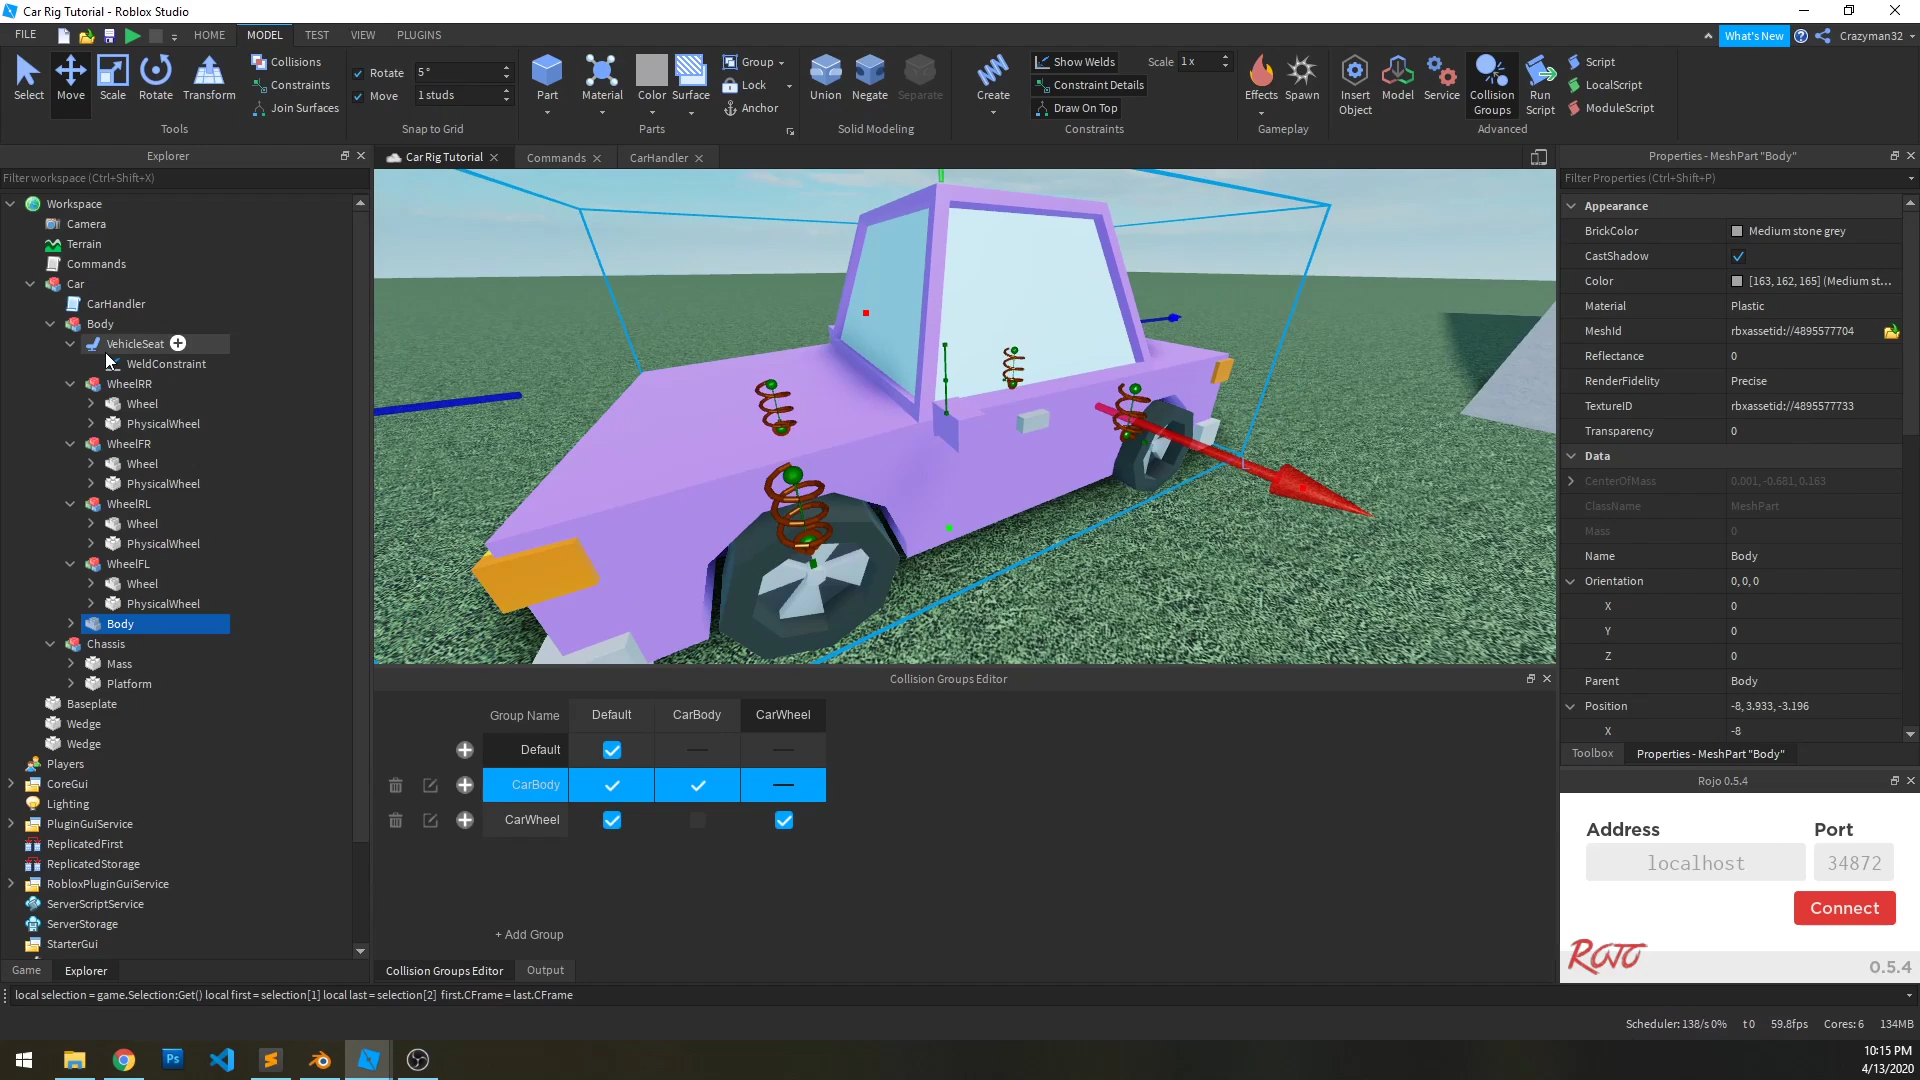 Car Rig Tutorial - Roblox Studio
FILE HOME MODEL TEST VIEW PLUGINS What's New Crazyman32
Select Move Scale Rotate Transform
Collisions
Constraints
Join Surfaces
Tools
Rotate 5°
Move 1 studs
Snap to Grid
Part Material Color Surface
Group
Lock
Anchor
Parts
Union Negate Separate
Solid Modeling
Create
Show Welds
Constraint Details
Draw On Top
Scale 1x
Constraints
Effects Spawn
Gameplay
Insert Object
Model
Service
Collision Groups
Run Script
Script
LocalScript
ModuleScript
Advanced
Explorer
Filter workspace (Ctrl+Shift+X)
Workspace
Camera
Terrain
Commands
Car
CarHandler
Body
VehicleSeat
WeldConstraint
WheelRR
Wheel
PhysicalWheel
WheelFR
Wheel
PhysicalWheel
WheelRL
Wheel
PhysicalWheel
WheelFL
Wheel
PhysicalWheel
Body
Chassis
Mass
Platform
Baseplate
Wedge
Wedge
Players
CoreGui
Lighting
PluginGuiService
ReplicatedFirst
ReplicatedStorage
RobloxPluginGuiService
ServerScriptService
ServerStorage
StarterGui
Game Explorer
Car Rig Tutorial Commands CarHandler
Collision Groups Editor
Group Name Default CarBody CarWheel
Default
CarBody
CarWheel
+ Add Group
Collision Groups Editor Output
Properties - MeshPart "Body"
Filter Properties (Ctrl+Shift+P)
Appearance
BrickColor Medium stone grey
CastShadow
Color [163, 162, 165] (Medium st...
Material Plastic
MeshId rbxassetid://4895577704
Reflectance 0
RenderFidelity Precise
TextureID rbxassetid://4895577733
Transparency 0
Data
CenterOfMass 0.001, -0.681, 0.163
ClassName MeshPart
Mass 0
Name Body
Orientation 0, 0, 0
X 0
Y 0
Z 0
Parent Body
Position -8, 3.933, -3.196
X -8
Toolbox Properties - MeshPart "Body"
Rojo 0.5.4
Address Port
localhost 34872
Connect
ROJO 0.5.4
local selection = game.Selection:Get() local first = selection[1] local last = selection[2] first.CFrame = last.CFrame
Scheduler: 138/s 0% t 0 59.8fps Cores: 6 134MB
Ps
10:15 PM
4/13/2020